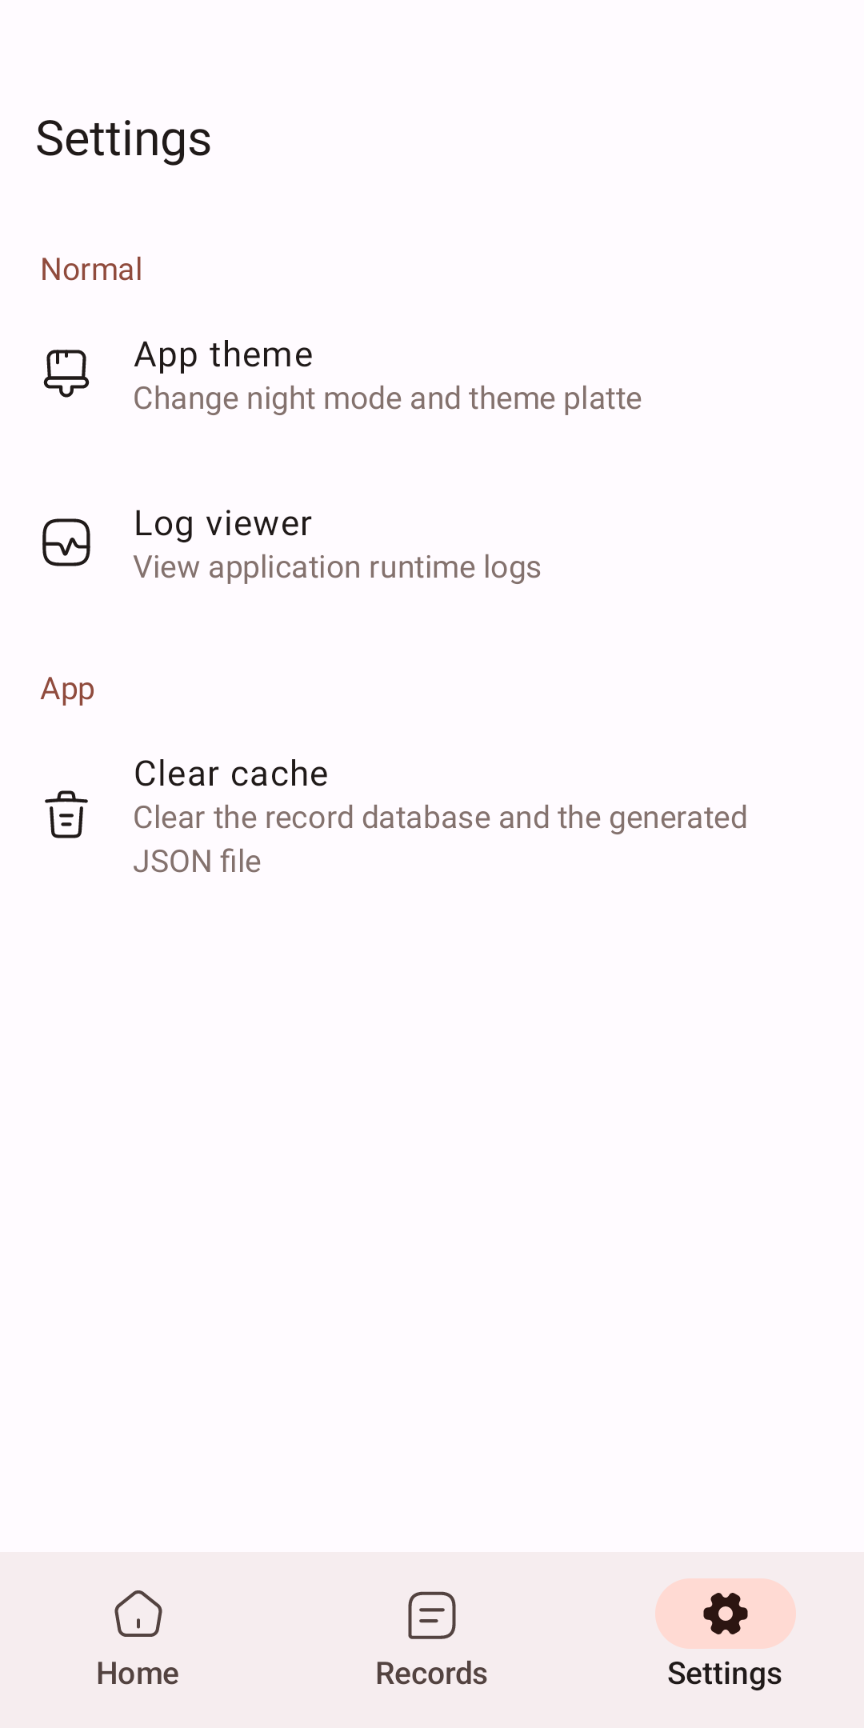 Settings
Normal
App theme
Change night mode and theme platte
Log viewer
View application runtime logs
App
Clear cache
Clear the record database and the generated
JSON file
Home
Records
Settings